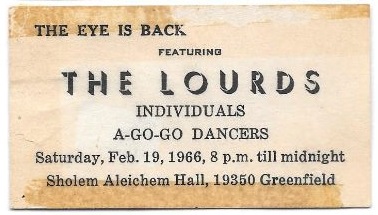 THE EYE IS BACK
FEATURING
THE LOURDS
INDIVIDUALS
A-GO-GO DANCERS
Saturday, Feb. 19, 1966, 8 p.m. till midnight
Sholem Aleichem Hall, 19350 Greenfield